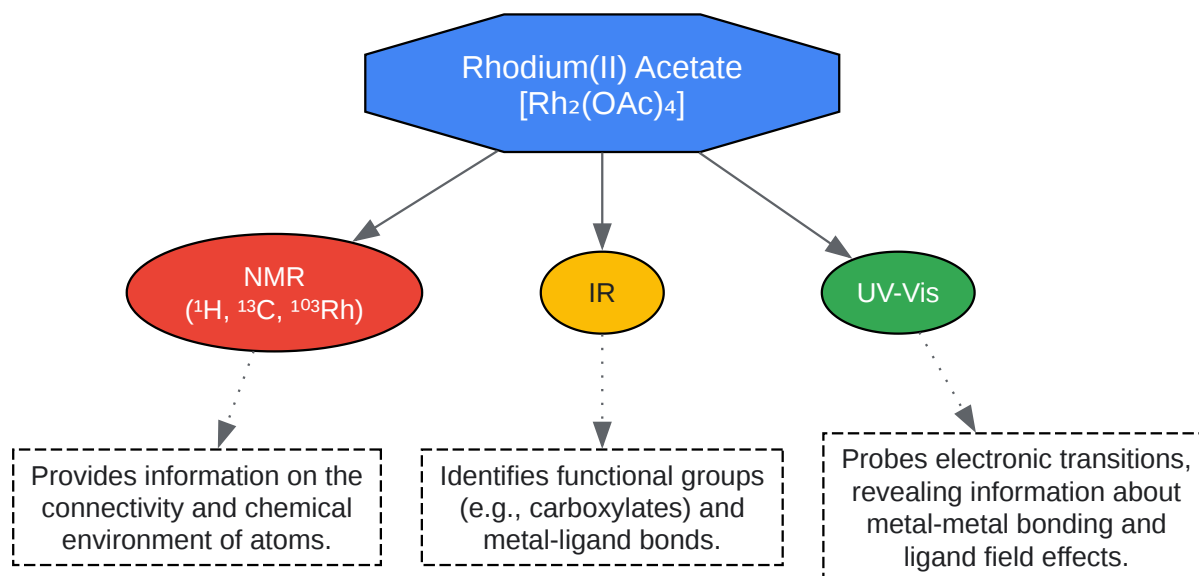 Rhodium(II) Acetate
[Rh₂(OAc)₄]
NMR
(¹H, ¹³C, ¹⁰³Rh)
IR
UV-Vis
Provides information on the
connectivity and chemical
environment of atoms.
Identifies functional groups
(e.g., carboxylates) and
metal-ligand bonds.
Probes electronic transitions,
revealing information about
metal-metal bonding and
ligand field effects.